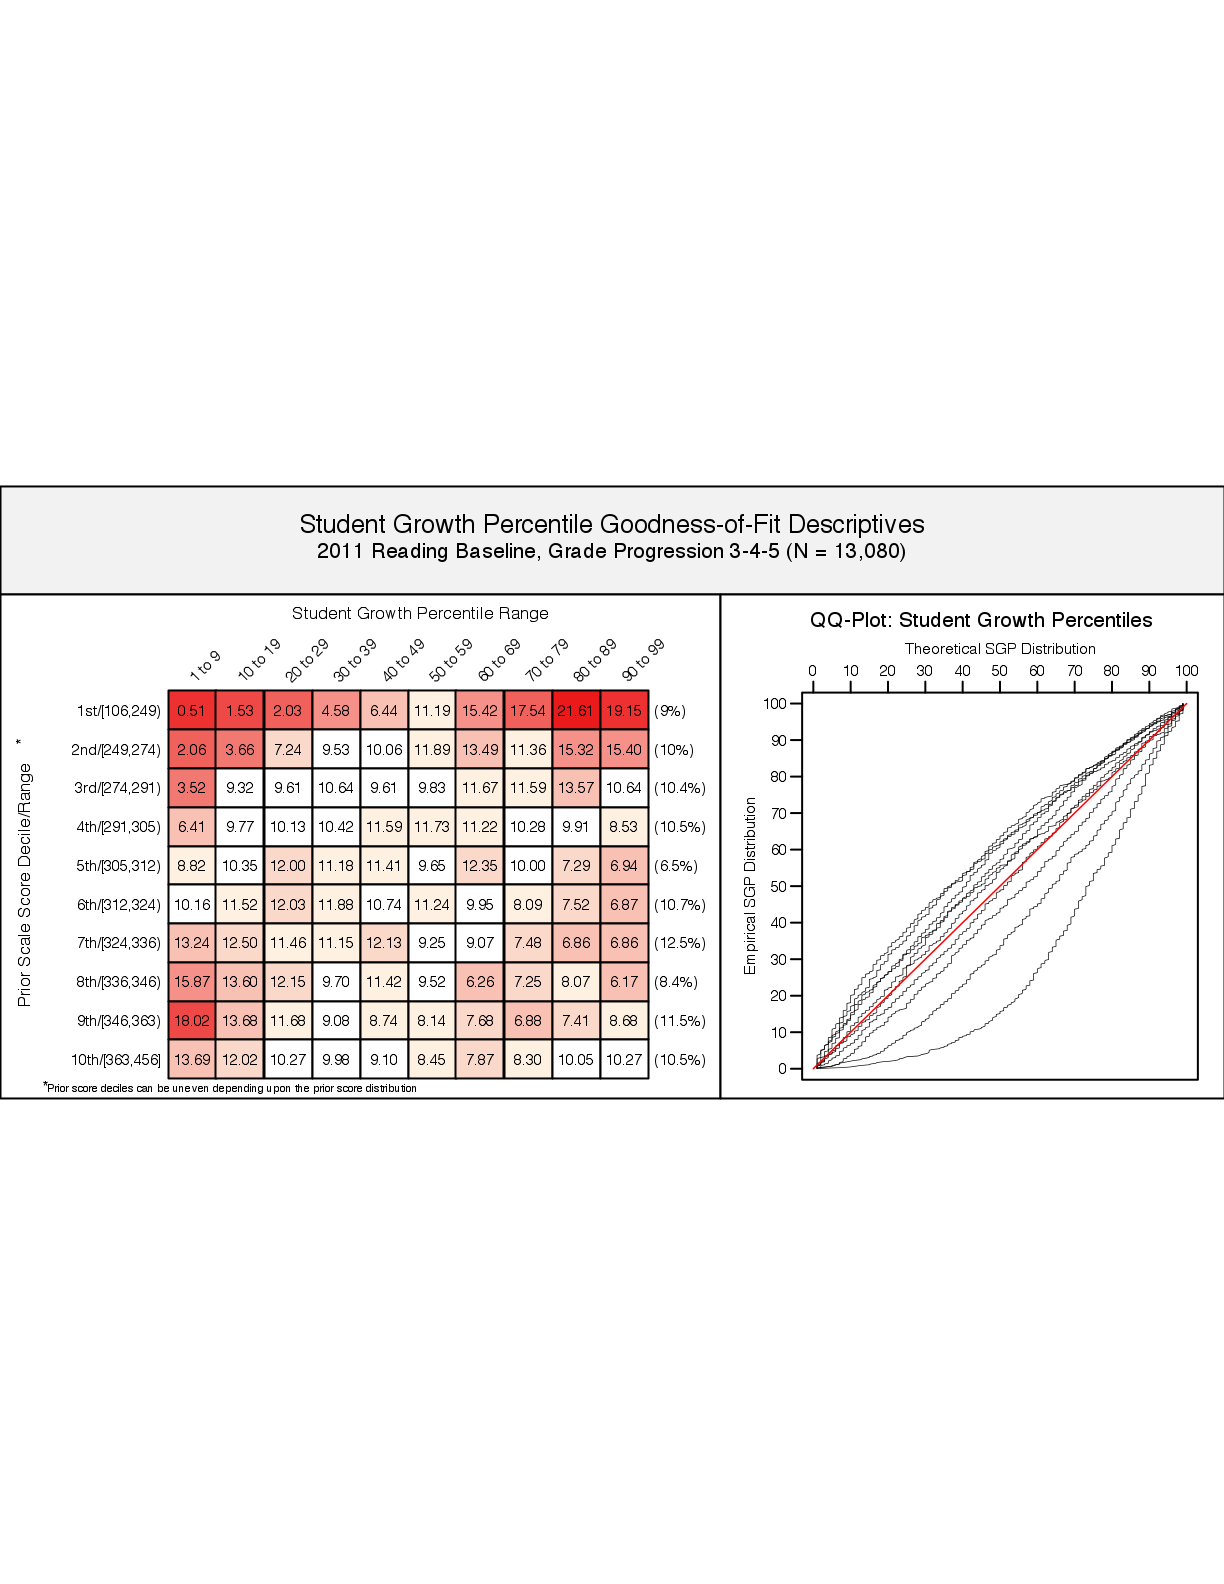 Student Growth Percentile Goodness-of-Fit Descriptives
2011 Reading Baseline, Grade Progression 3-4-5 (N = 13,080)
Student Growth Percentile Range
1 to 9 10 to 19 20 to 29 30 to 39 40 to 49 50 to 59 60 to 69 70 to 79 80 to 89 90 to 99
Prior Scale Score Decile/Range *
1st/[106,249) 0.51 1.53 2.03 4.58 6.44 11.19 15.42 17.54 21.61 19.15 (9%)
2nd/[249,274) 2.06 3.66 7.24 9.53 10.06 11.89 13.49 11.36 15.32 15.40 (10%)
3rd/[274,291) 3.52 9.32 9.61 10.64 9.61 9.83 11.67 11.59 13.57 10.64 (10.4%)
4th/[291,305) 6.41 9.77 10.13 10.42 11.59 11.73 11.22 10.28 9.91 8.53 (10.5%)
5th/[305,312) 8.82 10.35 12.00 11.18 11.41 9.65 12.35 10.00 7.29 6.94 (6.5%)
6th/[312,324) 10.16 11.52 12.03 11.88 10.74 11.24 9.95 8.09 7.52 6.87 (10.7%)
7th/[324,336) 13.24 12.50 11.46 11.15 12.13 9.25 9.07 7.48 6.86 6.86 (12.5%)
8th/[336,346) 15.87 13.60 12.15 9.70 11.42 9.52 6.26 7.25 8.07 6.17 (8.4%)
9th/[346,363) 18.02 13.68 11.68 9.08 8.74 8.14 7.68 6.88 7.41 8.68 (11.5%)
10th/[363,456] 13.69 12.02 10.27 9.98 9.10 8.45 7.87 8.30 10.05 10.27 (10.5%)
*Prior score deciles can be uneven depending upon the prior score distribution
QQ-Plot: Student Growth Percentiles
Theoretical SGP Distribution
0 10 20 30 40 50 60 70 80 90 100
Empirical SGP Distribution
100
90
80
70
60
50
40
30
20
10
0